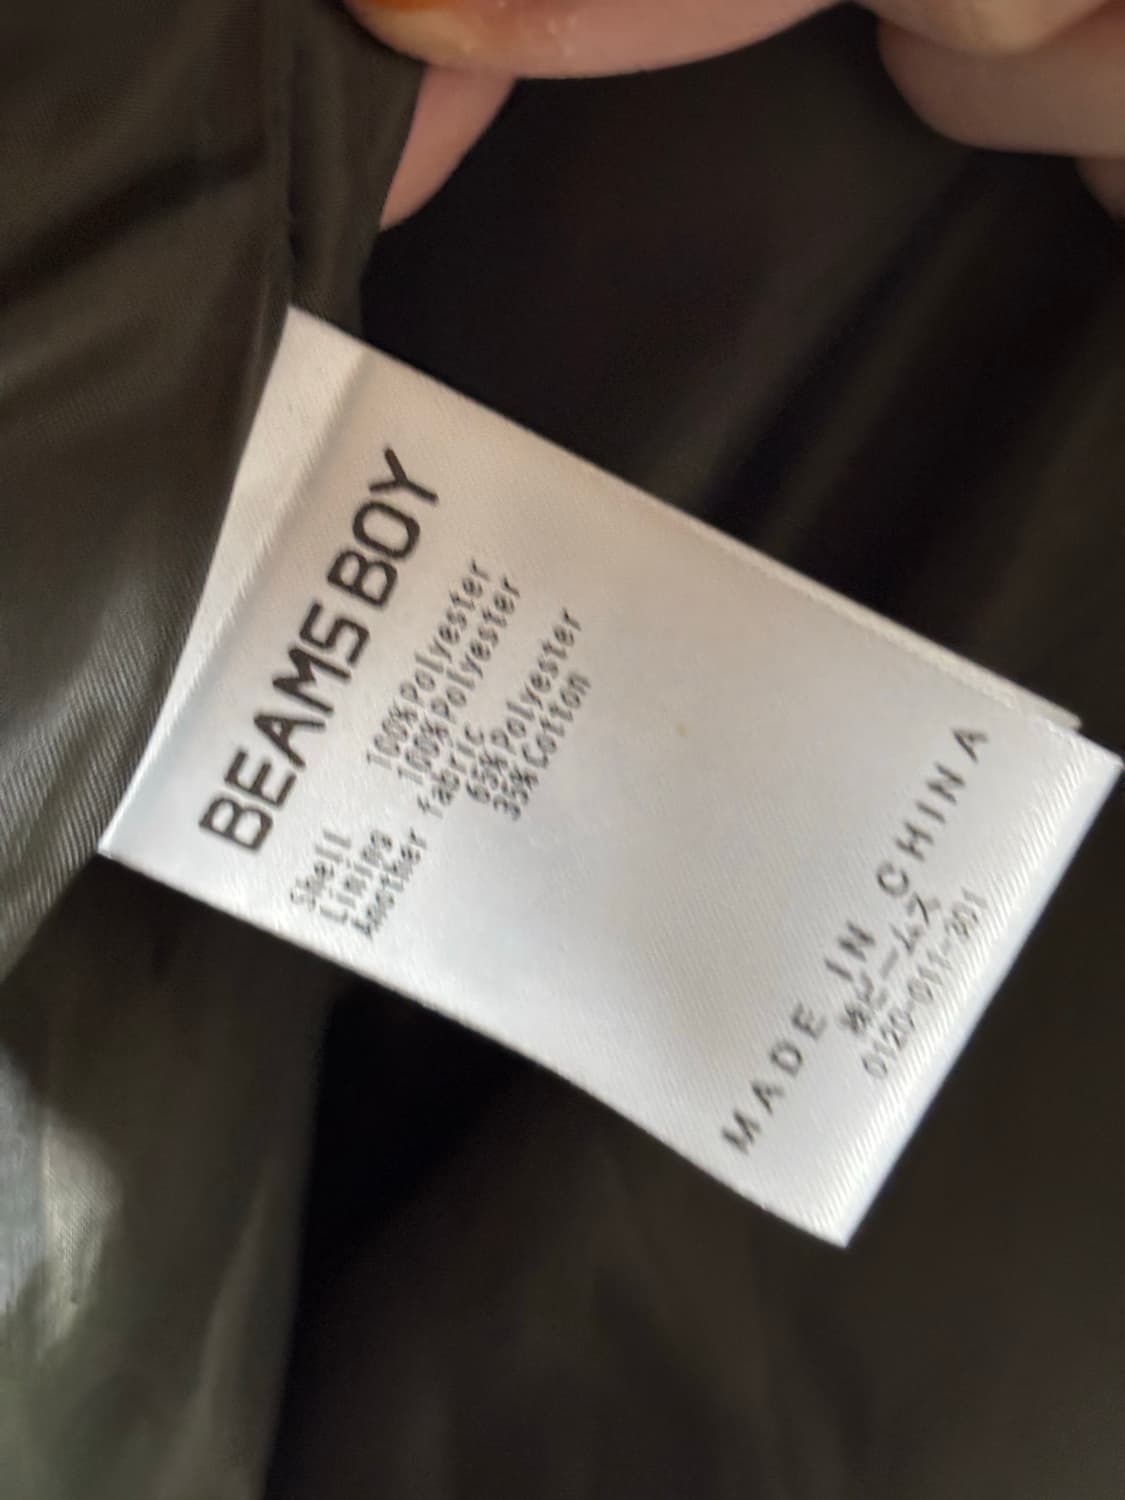 BEAMS BOY
Shell 100%Polyester
Lining 100%Polyester
Another fabric
65%Polyester
35%Cotton
MADE IN CHINA
㈱ビームス
0120-011-301